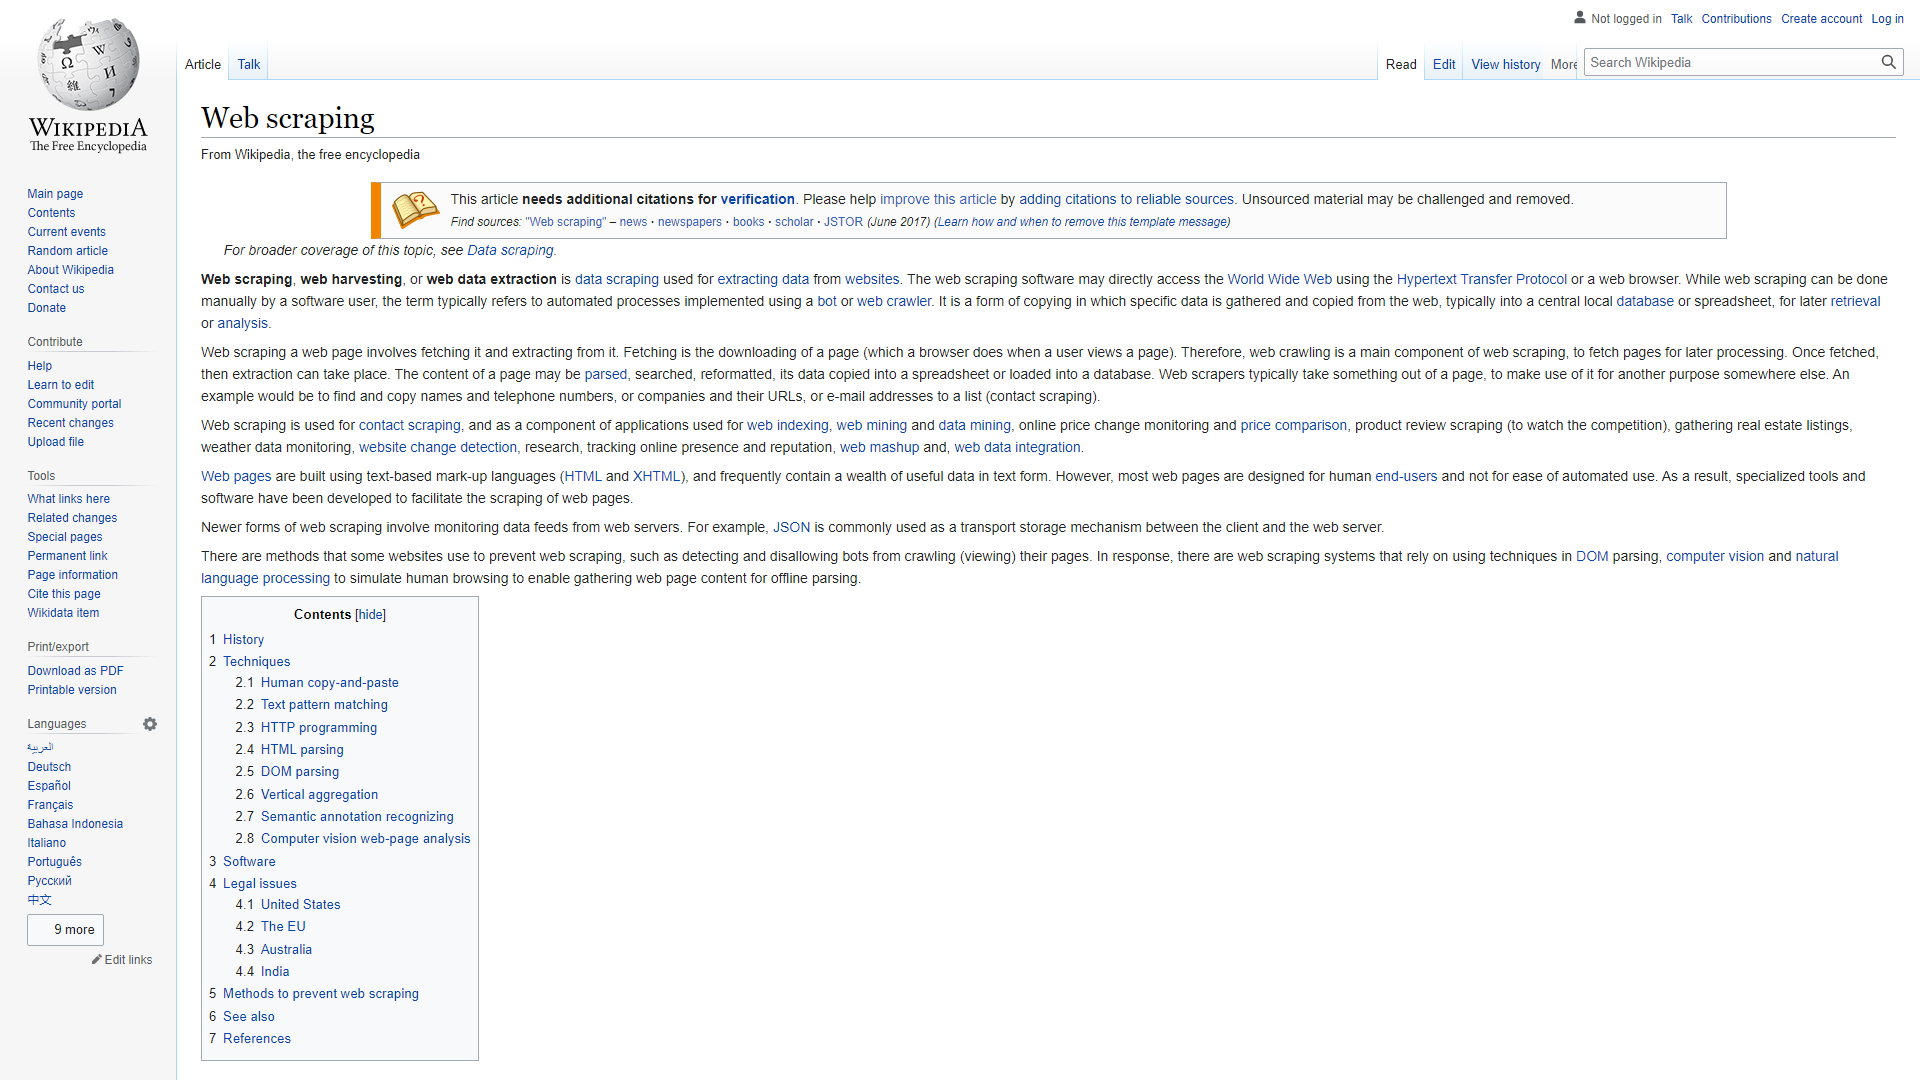 Not logged in Talk Contributions Create account Log in
Article Talk Read Edit View history More Search Wikipedia
WIKIPEDIA
The Free Encyclopedia
Main page
Contents
Current events
Random article
About Wikipedia
Contact us
Donate
Contribute
Help
Learn to edit
Community portal
Recent changes
Upload file
Tools
What links here
Related changes
Special pages
Permanent link
Page information
Cite this page
Wikidata item
Print/export
Download as PDF
Printable version
Languages
العربية
Deutsch
Español
Français
Bahasa Indonesia
Italiano
Português
Русский
中文
9 more
Edit links
Web scraping
From Wikipedia, the free encyclopedia
This article needs additional citations for verification. Please help improve this article by adding citations to reliable sources. Unsourced material may be challenged and removed.
Find sources: "Web scraping" – news · newspapers · books · scholar · JSTOR (June 2017) (Learn how and when to remove this template message)
For broader coverage of this topic, see Data scraping.
Web scraping, web harvesting, or web data extraction is data scraping used for extracting data from websites. The web scraping software may directly access the World Wide Web using the Hypertext Transfer Protocol or a web browser. While web scraping can be done
manually by a software user, the term typically refers to automated processes implemented using a bot or web crawler. It is a form of copying in which specific data is gathered and copied from the web, typically into a central local database or spreadsheet, for later retrieval
or analysis.
Web scraping a web page involves fetching it and extracting from it. Fetching is the downloading of a page (which a browser does when a user views a page). Therefore, web crawling is a main component of web scraping, to fetch pages for later processing. Once fetched,
then extraction can take place. The content of a page may be parsed, searched, reformatted, its data copied into a spreadsheet or loaded into a database. Web scrapers typically take something out of a page, to make use of it for another purpose somewhere else. An
example would be to find and copy names and telephone numbers, or companies and their URLs, or e-mail addresses to a list (contact scraping).
Web scraping is used for contact scraping, and as a component of applications used for web indexing, web mining and data mining, online price change monitoring and price comparison, product review scraping (to watch the competition), gathering real estate listings,
weather data monitoring, website change detection, research, tracking online presence and reputation, web mashup and, web data integration.
Web pages are built using text-based mark-up languages (HTML and XHTML), and frequently contain a wealth of useful data in text form. However, most web pages are designed for human end-users and not for ease of automated use. As a result, specialized tools and
software have been developed to facilitate the scraping of web pages.
Newer forms of web scraping involve monitoring data feeds from web servers. For example, JSON is commonly used as a transport storage mechanism between the client and the web server.
There are methods that some websites use to prevent web scraping, such as detecting and disallowing bots from crawling (viewing) their pages. In response, there are web scraping systems that rely on using techniques in DOM parsing, computer vision and natural
language processing to simulate human browsing to enable gathering web page content for offline parsing.
Contents [hide]
1 History
2 Techniques
2.1 Human copy-and-paste
2.2 Text pattern matching
2.3 HTTP programming
2.4 HTML parsing
2.5 DOM parsing
2.6 Vertical aggregation
2.7 Semantic annotation recognizing
2.8 Computer vision web-page analysis
3 Software
4 Legal issues
4.1 United States
4.2 The EU
4.3 Australia
4.4 India
5 Methods to prevent web scraping
6 See also
7 References